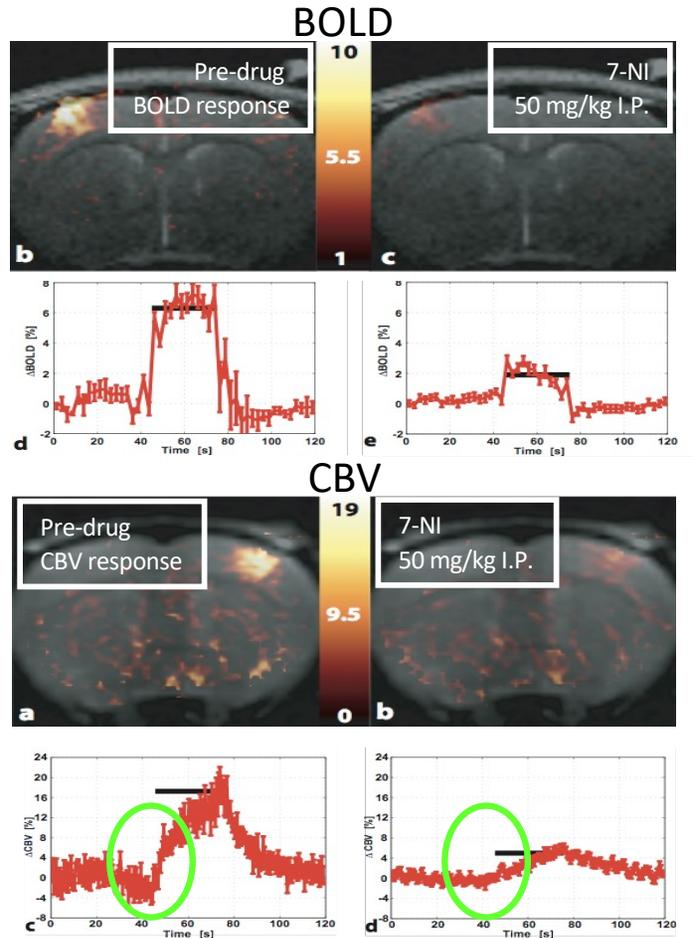 BOLD
Pre-drug
BOLD response
10
5.5
1
7-NI
50 mg/kg I.P.
b
c
ΔBOLD [%]
8
6
4
2
0
-2
0 20 40 60 80 100 120
Time [s]
d
ΔBOLD [%]
8
6
4
2
0
-2
0 20 40 60 80 100 120
Time [s]
e
CBV
Pre-drug
CBV response
19
9.5
0
7-NI
50 mg/kg I.P.
a
b
ΔCBV [%]
24
20
16
12
8
4
0
-4
-8
0 20 40 60 80 100 120
Time [s]
c
ΔCBV [%]
24
20
16
12
8
4
0
-4
-8
0 20 40 60 80 100 120
Time [s]
d